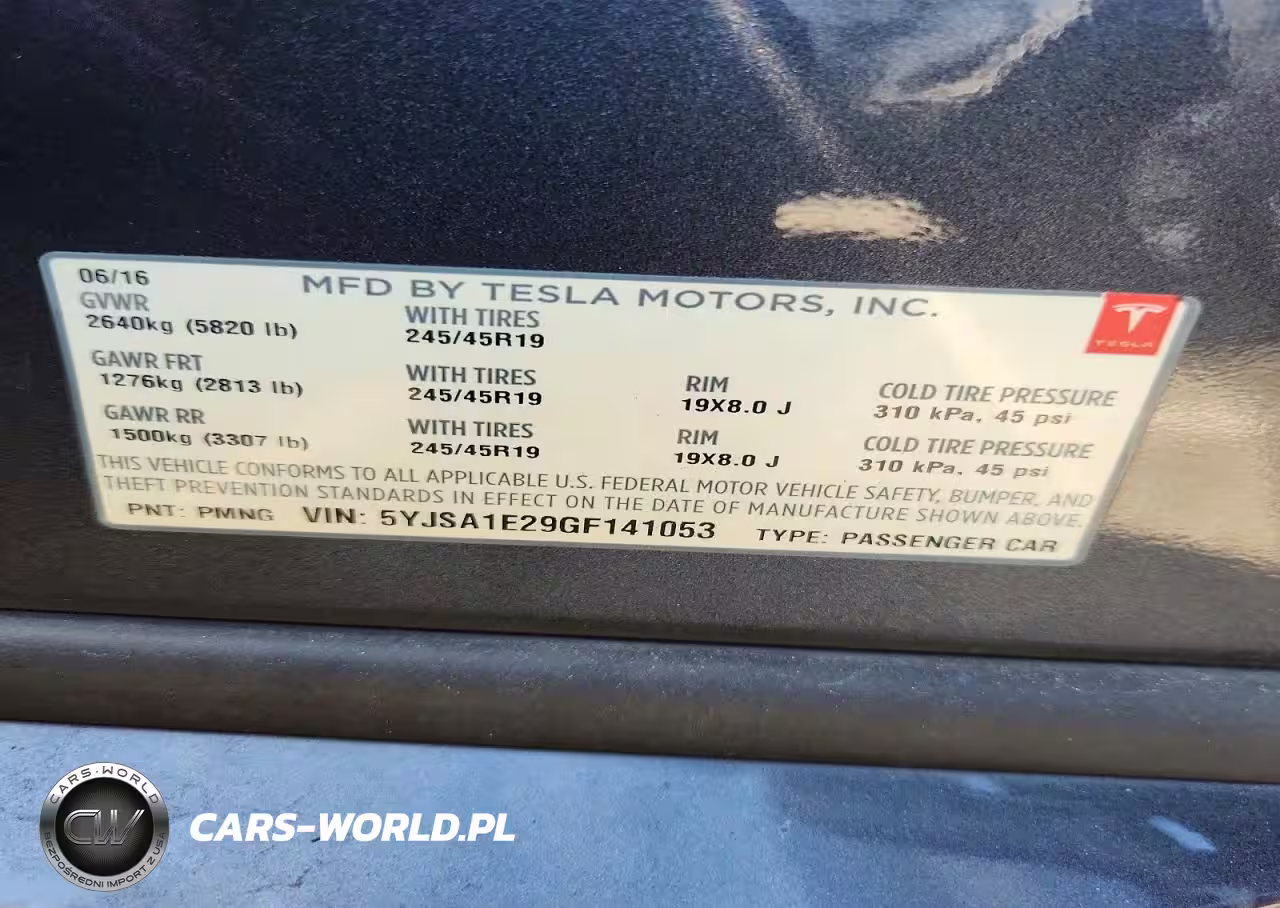 06/16 MFD BY TESLA MOTORS, INC.
TESLA
GVWR WITH TIRES
2640kg (5820 lb) 245/45R19
GAWR FRT WITH TIRES RIM COLD TIRE PRESSURE
1276kg (2813 lb) 245/45R19 19X8.0 J 310 kPa, 45 psi
GAWR RR WITH TIRES RIM COLD TIRE PRESSURE
1500kg (3307 lb) 245/45R19 19X8.0 J 310 kPa, 45 psi
THIS VEHICLE CONFORMS TO ALL APPLICABLE U.S. FEDERAL MOTOR VEHICLE SAFETY, BUMPER, AND
THEFT PREVENTION STANDARDS IN EFFECT ON THE DATE OF MANUFACTURE SHOWN ABOVE.
PNT: PMNG VIN: 5YJSA1E29GF141053 TYPE: PASSENGER CAR
CARS-WORLD
CW
BEZPOŚREDNI IMPORT Z USA
CARS-WORLD.PL